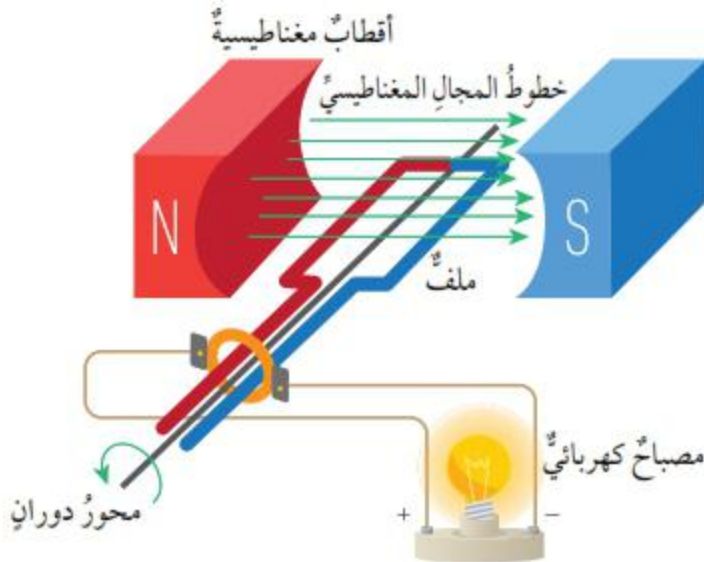 أقطابٌ مغناطيسيةٌ
خطوطُ المجالِ المغناطيسيِّ
N
S
ملفٌّ
مصباحٌ كهربائيٌّ
+
−
محورُ دورانٍ